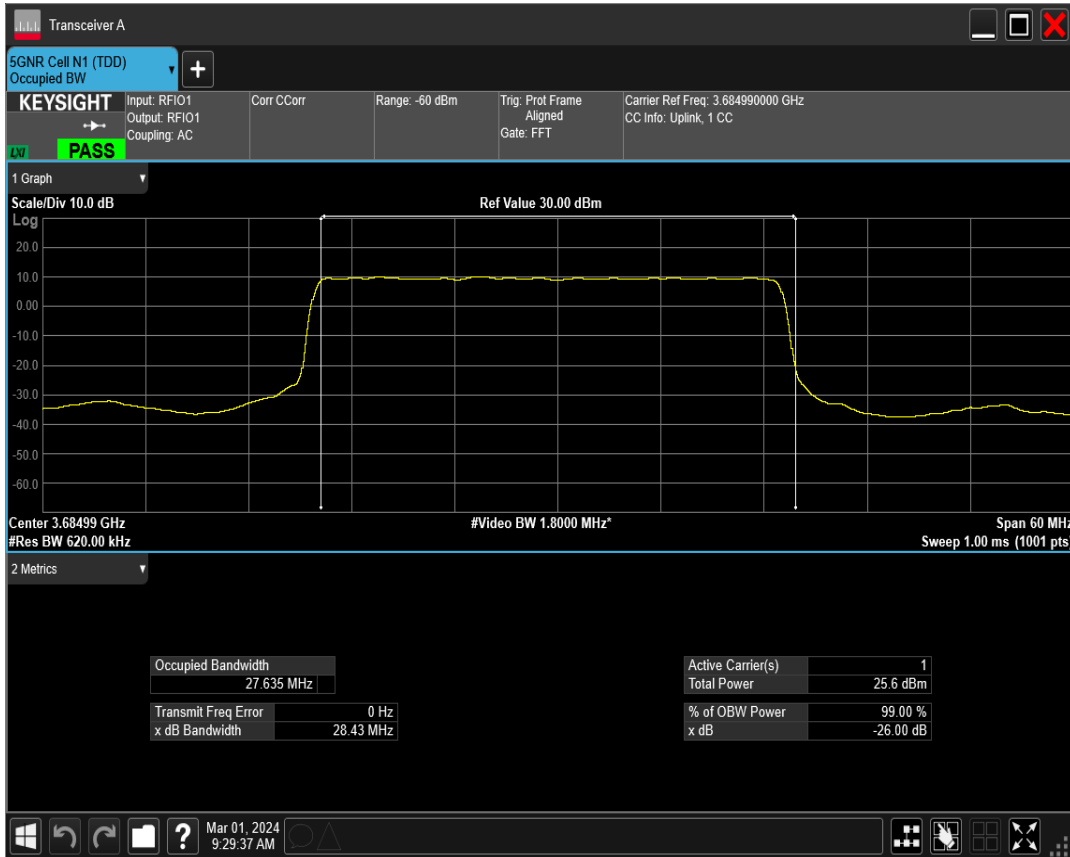 Transceiver A
5GNR Cell N1 (TDD)
Occupied BW
+
KEYSIGHT
LXI
PASS
Input: RFIO1
Output: RFIO1
Coupling: AC
Corr CCorr
Range: -60 dBm
Trig: Prot Frame
Aligned
Gate: FFT
Carrier Ref Freq: 3.684990000 GHz
CC Info: Uplink, 1 CC
1 Graph
Scale/Div 10.0 dB
Ref Value 30.00 dBm
Log
20.0
10.0
0.00
-10.0
-20.0
-30.0
-40.0
-50.0
-60.0
Center 3.68499 GHz
#Video BW 1.8000 MHz*
Span 60 MHz
#Res BW 620.00 kHz
Sweep 1.00 ms (1001 pts)
2 Metrics
Occupied Bandwidth
27.635 MHz
Transmit Freq Error 0 Hz
x dB Bandwidth 28.43 MHz
Active Carrier(s) 1
Total Power 25.6 dBm
% of OBW Power 99.00 %
x dB -26.00 dB
?
Mar 01, 2024
9:29:37 AM